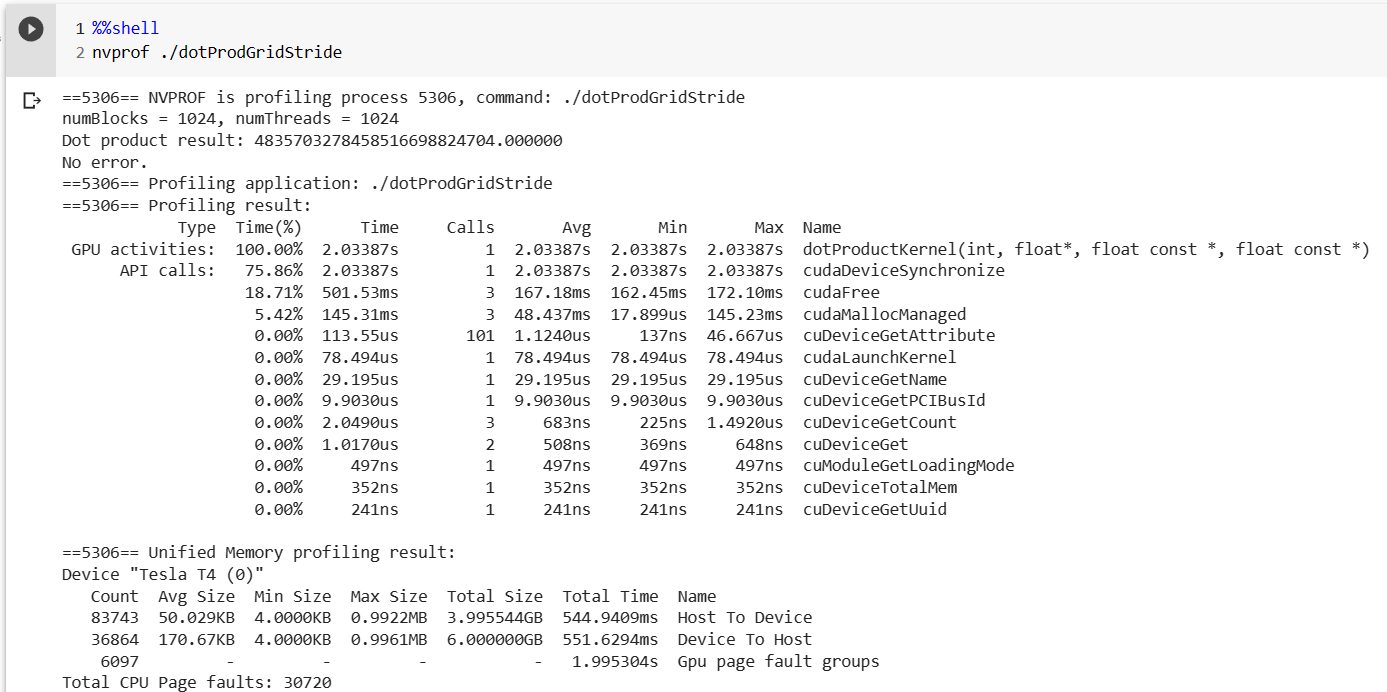 1 %%shell
2 nvprof ./dotProdGridStride
==5306== NVPROF is profiling process 5306, command: ./dotProdGridStride
numBlocks = 1024, numThreads = 1024
Dot product result: 4835703278458516698824704.000000
No error.
==5306== Profiling application: ./dotProdGridStride
==5306== Profiling result:
            Type  Time(%)      Time     Calls       Avg       Min       Max  Name
 GPU activities:  100.00%  2.03387s         1  2.03387s  2.03387s  2.03387s  dotProductKernel(int, float*, float const *, float const *)
      API calls:   75.86%  2.03387s         1  2.03387s  2.03387s  2.03387s  cudaDeviceSynchronize
                   18.71%  501.53ms         3  167.18ms  162.45ms  172.10ms  cudaFree
                    5.42%  145.31ms         3  48.437ms  17.899us  145.23ms  cudaMallocManaged
                    0.00%  113.55us       101  1.1240us     137ns  46.667us  cuDeviceGetAttribute
                    0.00%  78.494us         1  78.494us  78.494us  78.494us  cudaLaunchKernel
                    0.00%  29.195us         1  29.195us  29.195us  29.195us  cuDeviceGetName
                    0.00%  9.9030us         1  9.9030us  9.9030us  9.9030us  cuDeviceGetPCIBusId
                    0.00%  2.0490us         3     683ns     225ns  1.4920us  cuDeviceGetCount
                    0.00%  1.0170us         2     508ns     369ns     648ns  cuDeviceGet
                    0.00%     497ns         1     497ns     497ns     497ns  cuModuleGetLoadingMode
                    0.00%     352ns         1     352ns     352ns     352ns  cuDeviceTotalMem
                    0.00%     241ns         1     241ns     241ns     241ns  cuDeviceGetUuid
==5306== Unified Memory profiling result:
Device "Tesla T4 (0)"
   Count  Avg Size  Min Size  Max Size  Total Size  Total Time  Name
   83743  50.029KB  4.0000KB  0.9922MB  3.995544GB  544.9409ms  Host To Device
   36864  170.67KB  4.0000KB  0.9961MB  6.000000GB  551.6294ms  Device To Host
    6097         -         -         -           -   1.995304s  Gpu page fault groups
Total CPU Page faults: 30720